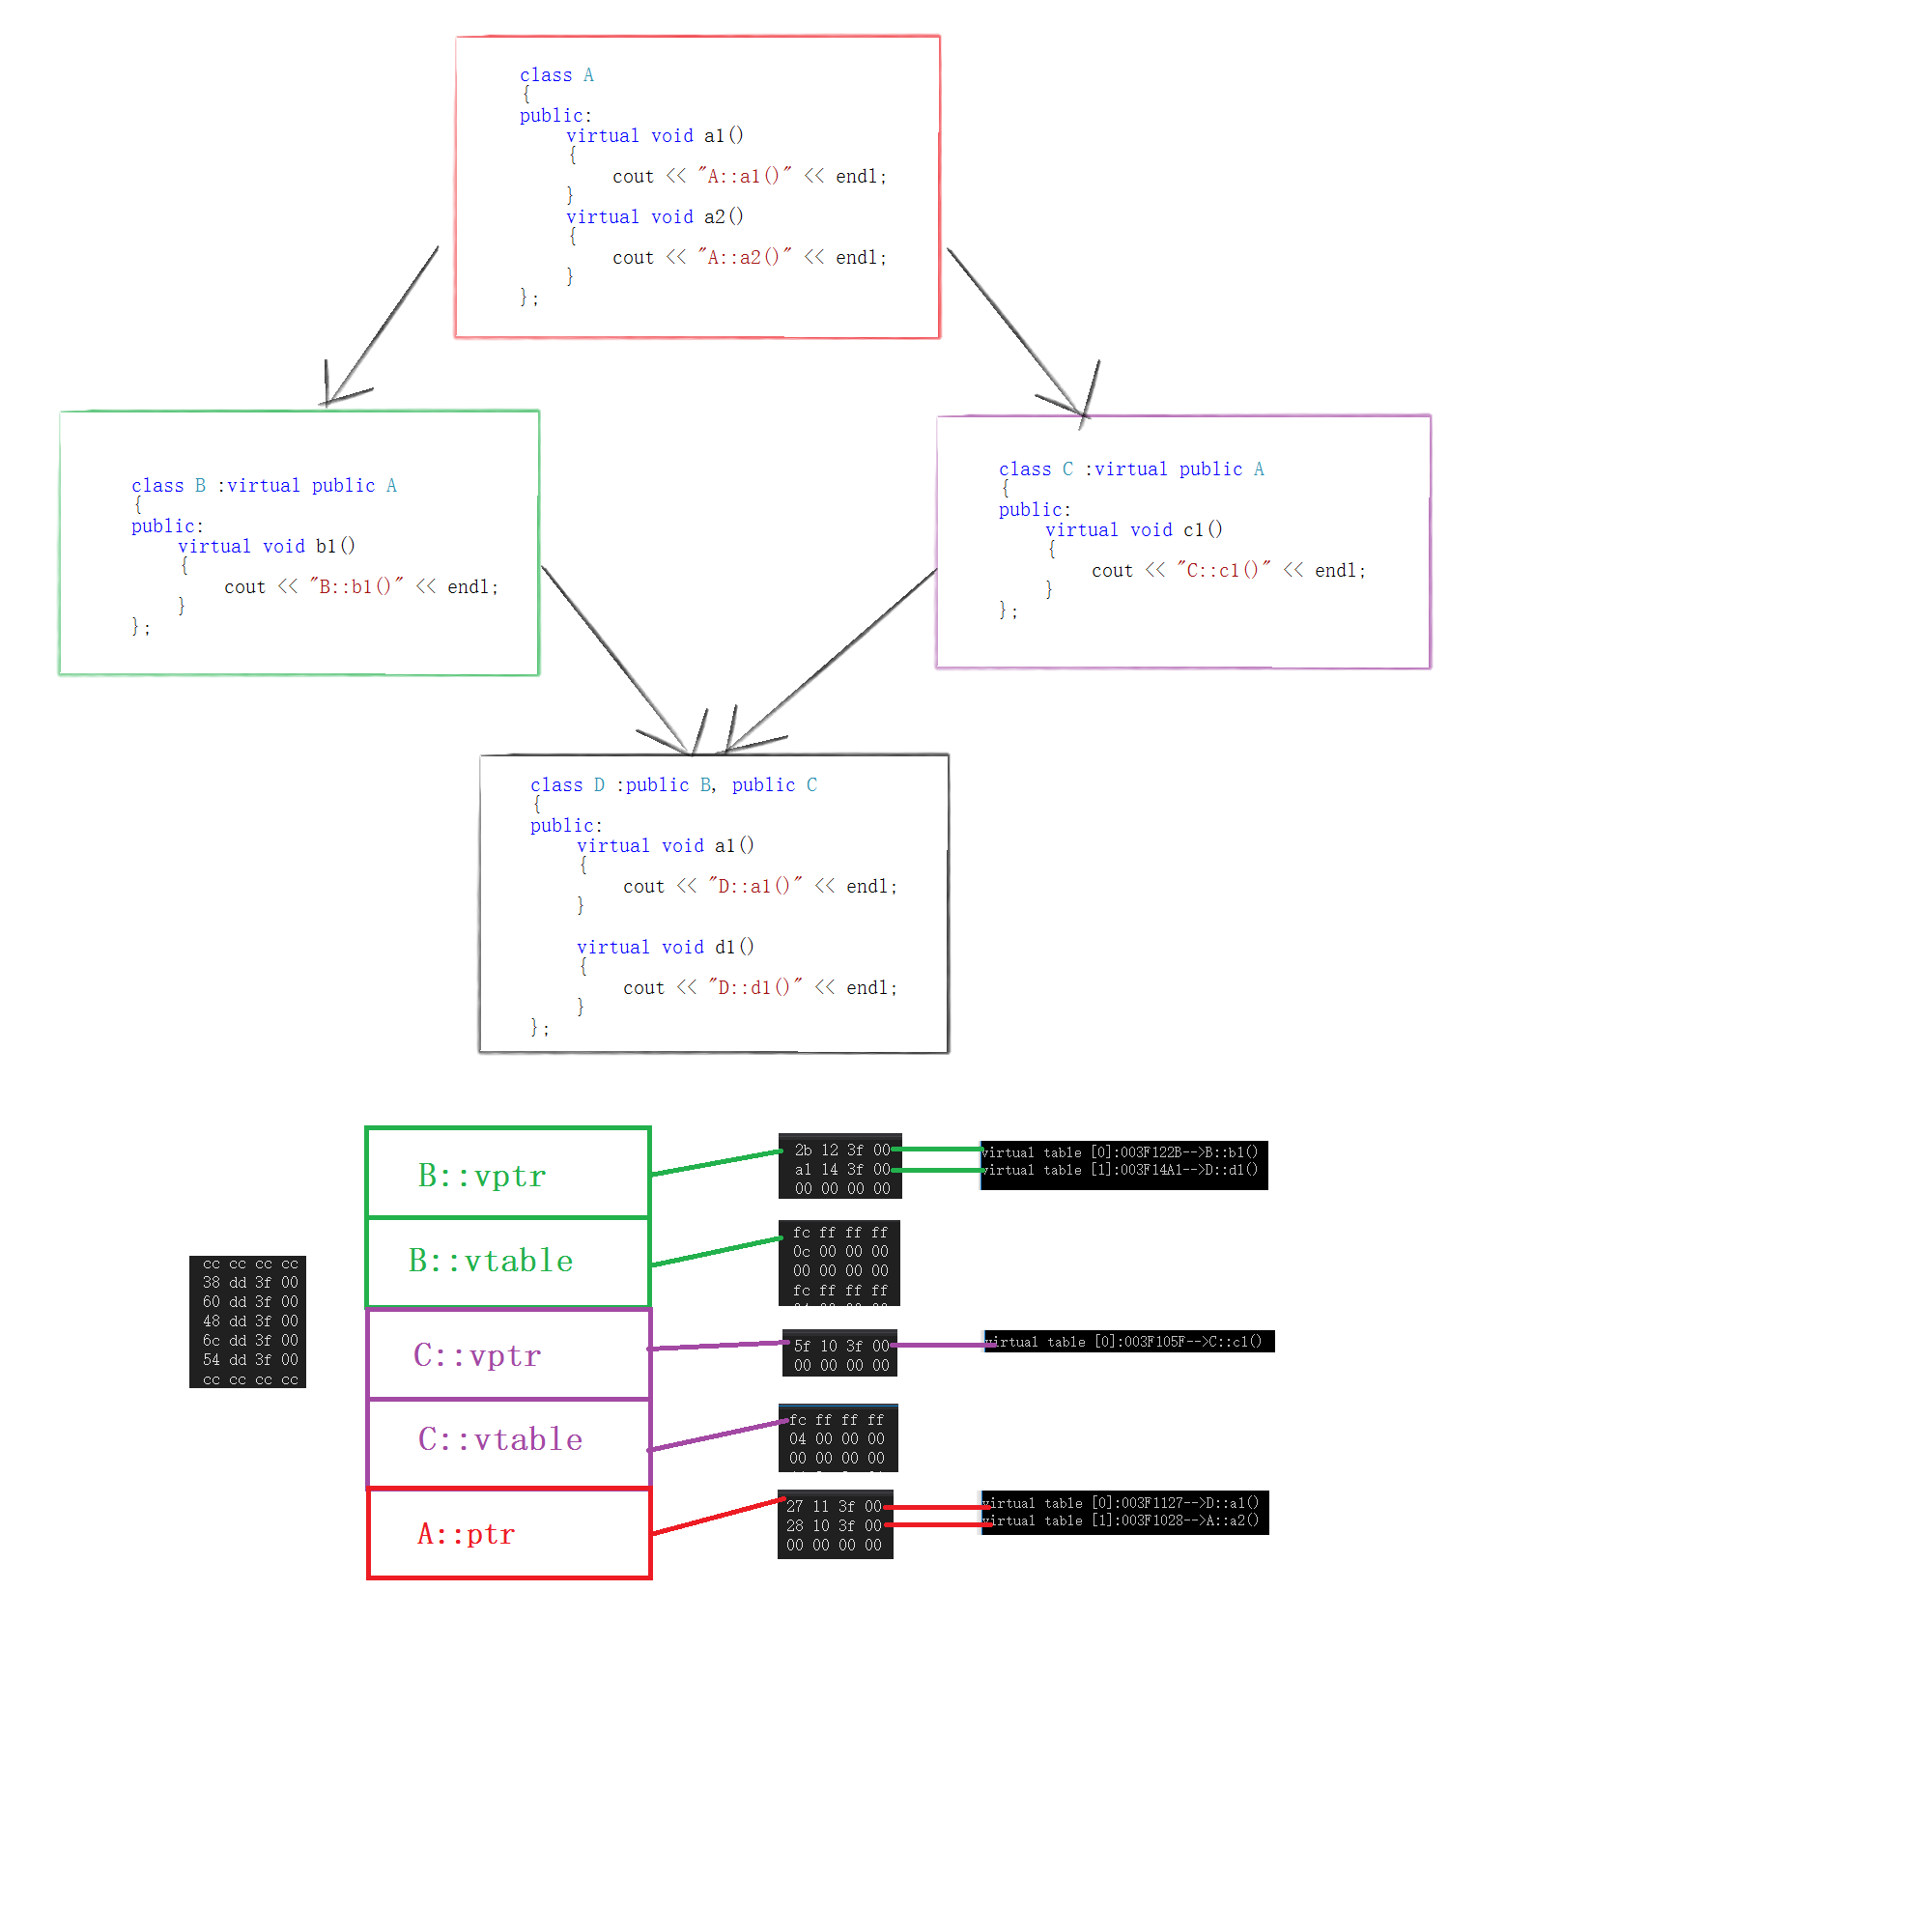 class A
{
public:
virtual void a1()
{
cout << "A::a1()" << endl;
}
virtual void a2()
{
cout << "A::a2()" << endl;
}
};
class B :virtual public A
{
public:
virtual void b1()
{
cout << "B::b1()" << endl;
}
};
class C :virtual public A
{
public:
virtual void c1()
{
cout << "C::c1()" << endl;
}
};
class D :public B, public C
{
public:
virtual void a1()
{
cout << "D::a1()" << endl;
}
virtual void d1()
{
cout << "D::d1()" << endl;
}
};
cc cc cc cc
38 dd 3f 00
60 dd 3f 00
48 dd 3f 00
6c dd 3f 00
54 dd 3f 00
cc cc cc cc
B::vptr
B::vtable
C::vptr
C::vtable
A::ptr
2b 12 3f 00
a1 14 3f 00
00 00 00 00
virtual table [0]:003F122B-->B::b1()
virtual table [1]:003F14A1-->D::d1()
fc ff ff ff
0c 00 00 00
00 00 00 00
fc ff ff ff
5f 10 3f 00
00 00 00 00
virtual table [0]:003F105F-->C::c1()
fc ff ff ff
04 00 00 00
00 00 00 00
27 11 3f 00
28 10 3f 00
00 00 00 00
virtual table [0]:003F1127-->D::a1()
virtual table [1]:003F1028-->A::a2()